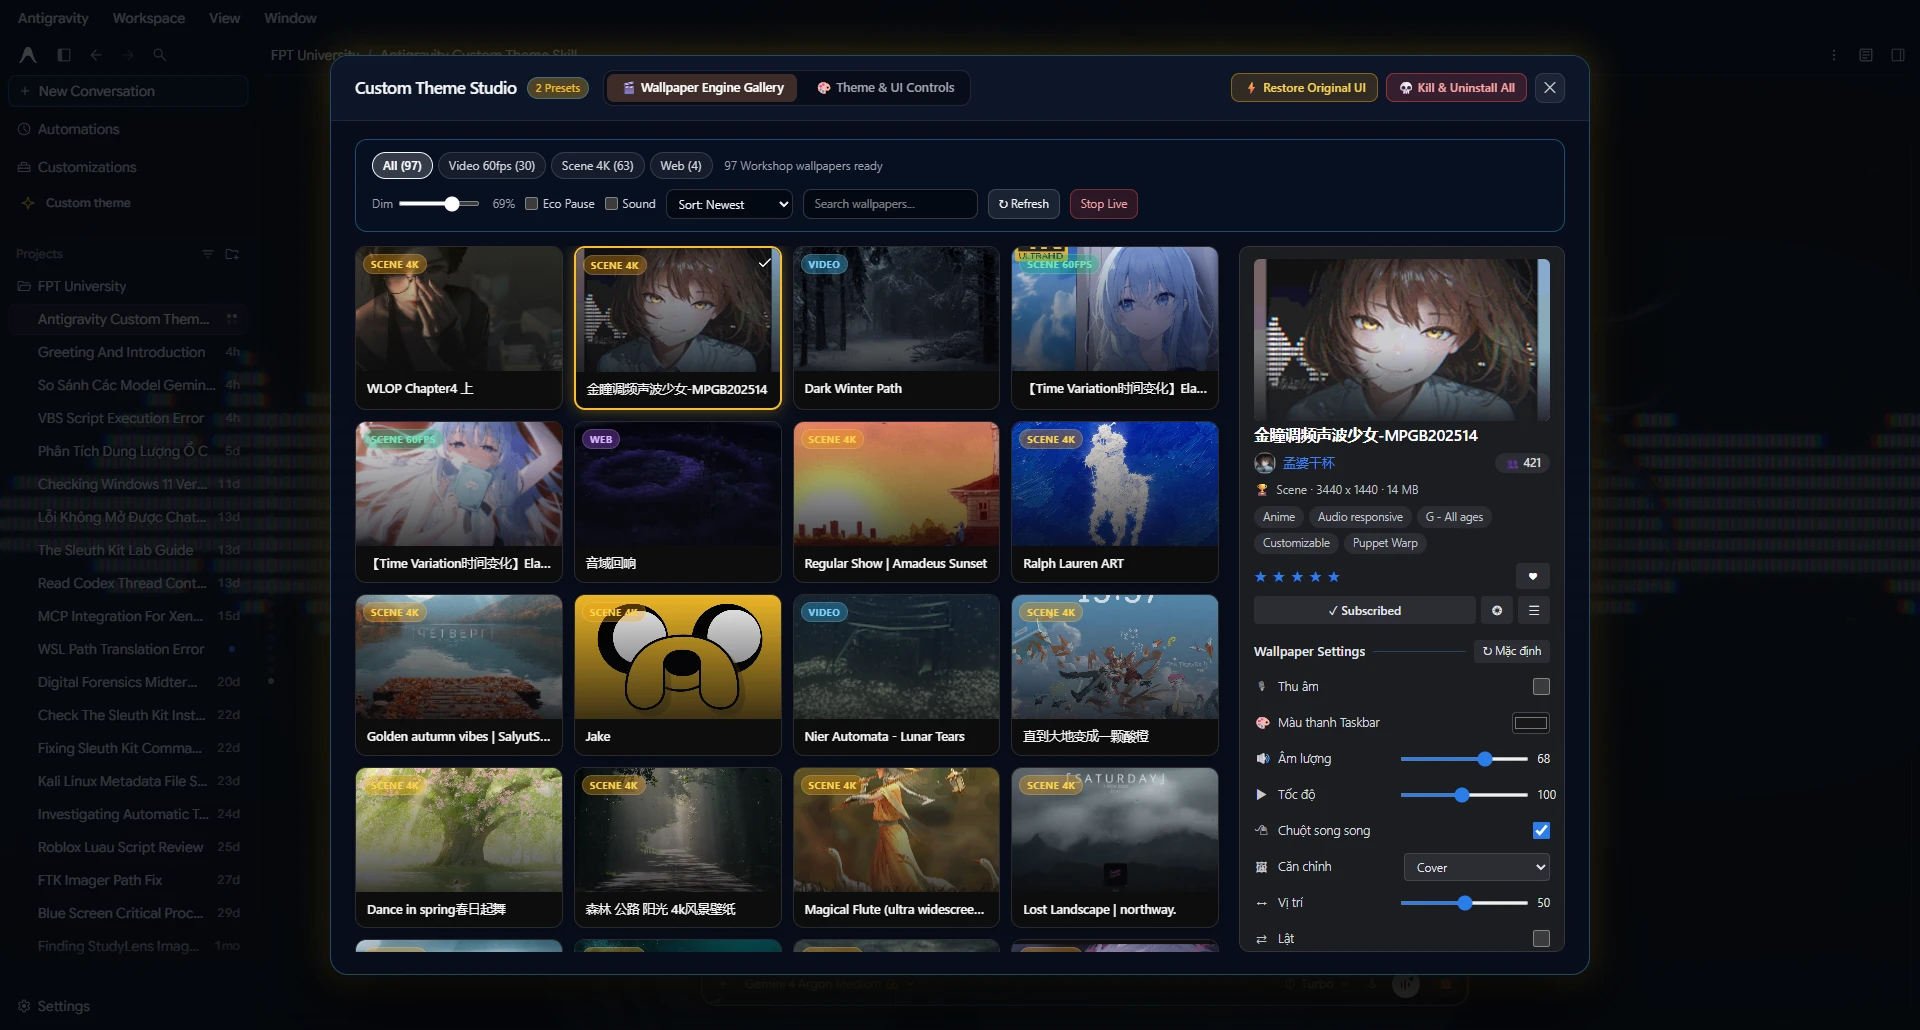 Antigravity Workspace View Window
FPT University / Antigravity Custom Theme Skill
New Conversation
Automations
Customizations
Custom theme
Projects
FPT University
Antigravity Custom Them...
Greeting And Introduction 4h
So Sánh Các Model Gemin... 4h
VBS Script Execution Error 4h
Phân Tích Dung Lượng Ổ C 5d
Checking Windows 11 Ver... 11d
Lỗi Không Mở Được Chat... 13d
The Sleuth Kit Lab Guide 13d
Read Codex Thread Cont... 13d
MCP Integration For Xen... 15d
WSL Path Translation Error
Digital Forensics Midter... 20d
Check The Sleuth Kit Inst... 22d
Fixing Sleuth Kit Comma... 22d
Kali Linux Metadata File S... 23d
Investigating Automatic T... 24d
Roblox Luau Script Review 25d
FTK Imager Path Fix 27d
Blue Screen Critical Proc... 29d
Finding StudyLens Imag... 1mo
Settings
Custom Theme Studio 2 Presets Wallpaper Engine Gallery Theme & UI Controls Restore Original UI Kill & Uninstall All
All (97) Video 60fps (30) Scene 4K (63) Web (4) 97 Workshop wallpapers ready
Dim 69% Eco Pause Sound Sort: Newest Search wallpapers... ↻ Refresh Stop Live
SCENE 4K SCENE 4K VIDEO ULTRAHD SCENE 60FPS
WLOP Chapter4 上 金瞳调频声波少女-MPGB202514 Dark Winter Path 【Time Variation时间变化】Ela...
SCENE 60FPS WEB SCENE 4K SCENE 4K
【Time Variation时间变化】Ela... 音域回响 Regular Show | Amadeus Sunset Ralph Lauren ART
SCENE 4K SCENE 4K VIDEO SCENE 4K
ЧЕТВЕРГ
Golden autumn vibes | SalyutS... Jake Nier Automata - Lunar Tears 直到大地变成一颗酸橙
SCENE 4K SCENE 4K SCENE 4K SCENE 4K
SATURDAY
Dance in spring春日起舞 森林 公路 阳光 4k风景壁纸 Magical Flute (ultra widescree... Lost Landscape | northway.
金瞳调频声波少女-MPGB202514
孟婆干杯 421
Scene · 3440 x 1440 · 14 MB
Anime Audio responsive G - All ages
Customizable Puppet Warp
★ ★ ★ ★ ★
✓ Subscribed
Wallpaper Settings ↻ Mặc định
Thu âm
Màu thanh Taskbar
Âm lượng 68
Tốc độ 100
Chuột song song
Căn chỉnh Cover
Vị trí 50
Lật
Turbo